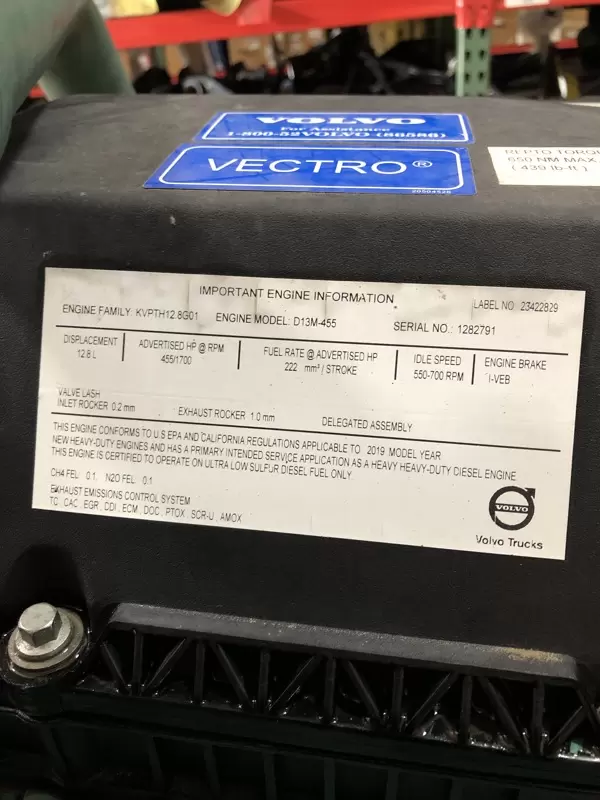 VOLVO
For Assistance
1-800-52VOLVO (86586)
VECTRO®
20504520
REPTO TORQU
650 NM MAX
( 439 lb-ft )
IMPORTANT ENGINE INFORMATION
LABEL NO 23422829
ENGINE FAMILY: KVPTH12.8G01 ENGINE MODEL: D13M-455 SERIAL NO.: 1282791
DISPLACEMENT
12.8 L
ADVERTISED HP @ RPM
455/1700
FUEL RATE @ ADVERTISED HP
222 mm³ / STROKE
IDLE SPEED
550-700 RPM
ENGINE BRAKE
I-VEB
VALVE LASH
INLET ROCKER 0.2 mm EXHAUST ROCKER 1.0 mm DELEGATED ASSEMBLY
THIS ENGINE CONFORMS TO U.S EPA AND CALIFORNIA REGULATIONS APPLICABLE TO 2019 MODEL YEAR
NEW HEAVY-DUTY ENGINES AND HAS A PRIMARY INTENDED SERVICE APPLICATION AS A HEAVY HEAVY-DUTY DIESEL ENGINE
THIS ENGINE IS CERTIFIED TO OPERATE ON ULTRA LOW SULFUR DIESEL FUEL ONLY
CH4 FEL: 0.1. N2O FEL: 0.1
EXHAUST EMISSIONS CONTROL SYSTEM
TC , CAC , EGR , DDI , ECM , DOC , PTOX , SCR-U , AMOX
VOLVO
Volvo Trucks